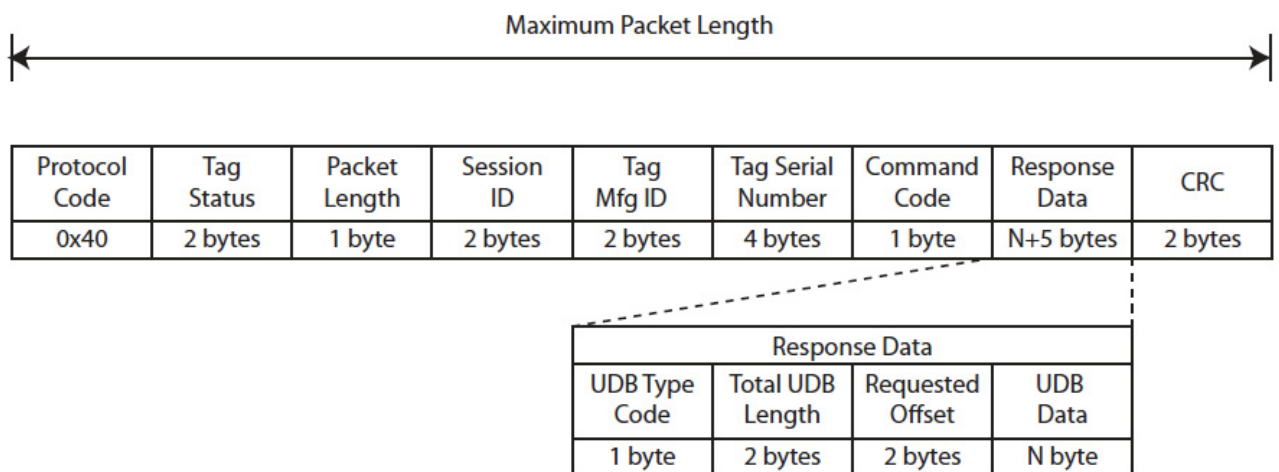 Maximum Packet Length
Protocol Code Tag Status Packet Length Session ID Tag Mfg ID Tag Serial Number Command Code Response Data CRC
0x40 2 bytes 1 byte 2 bytes 2 bytes 4 bytes 1 byte N+5 bytes 2 bytes
Response Data
UDB Type Code Total UDB Length Requested Offset UDB Data
1 byte 2 bytes 2 bytes N byte